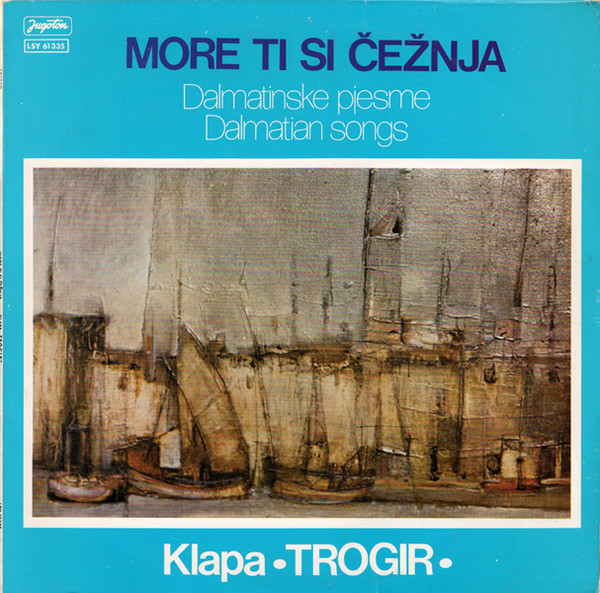 Jugoton
LSY 61335
MORE TI SI ČEŽNJA
Dalmatinske pjesme
Dalmatian songs
Klapa •TROGIR•